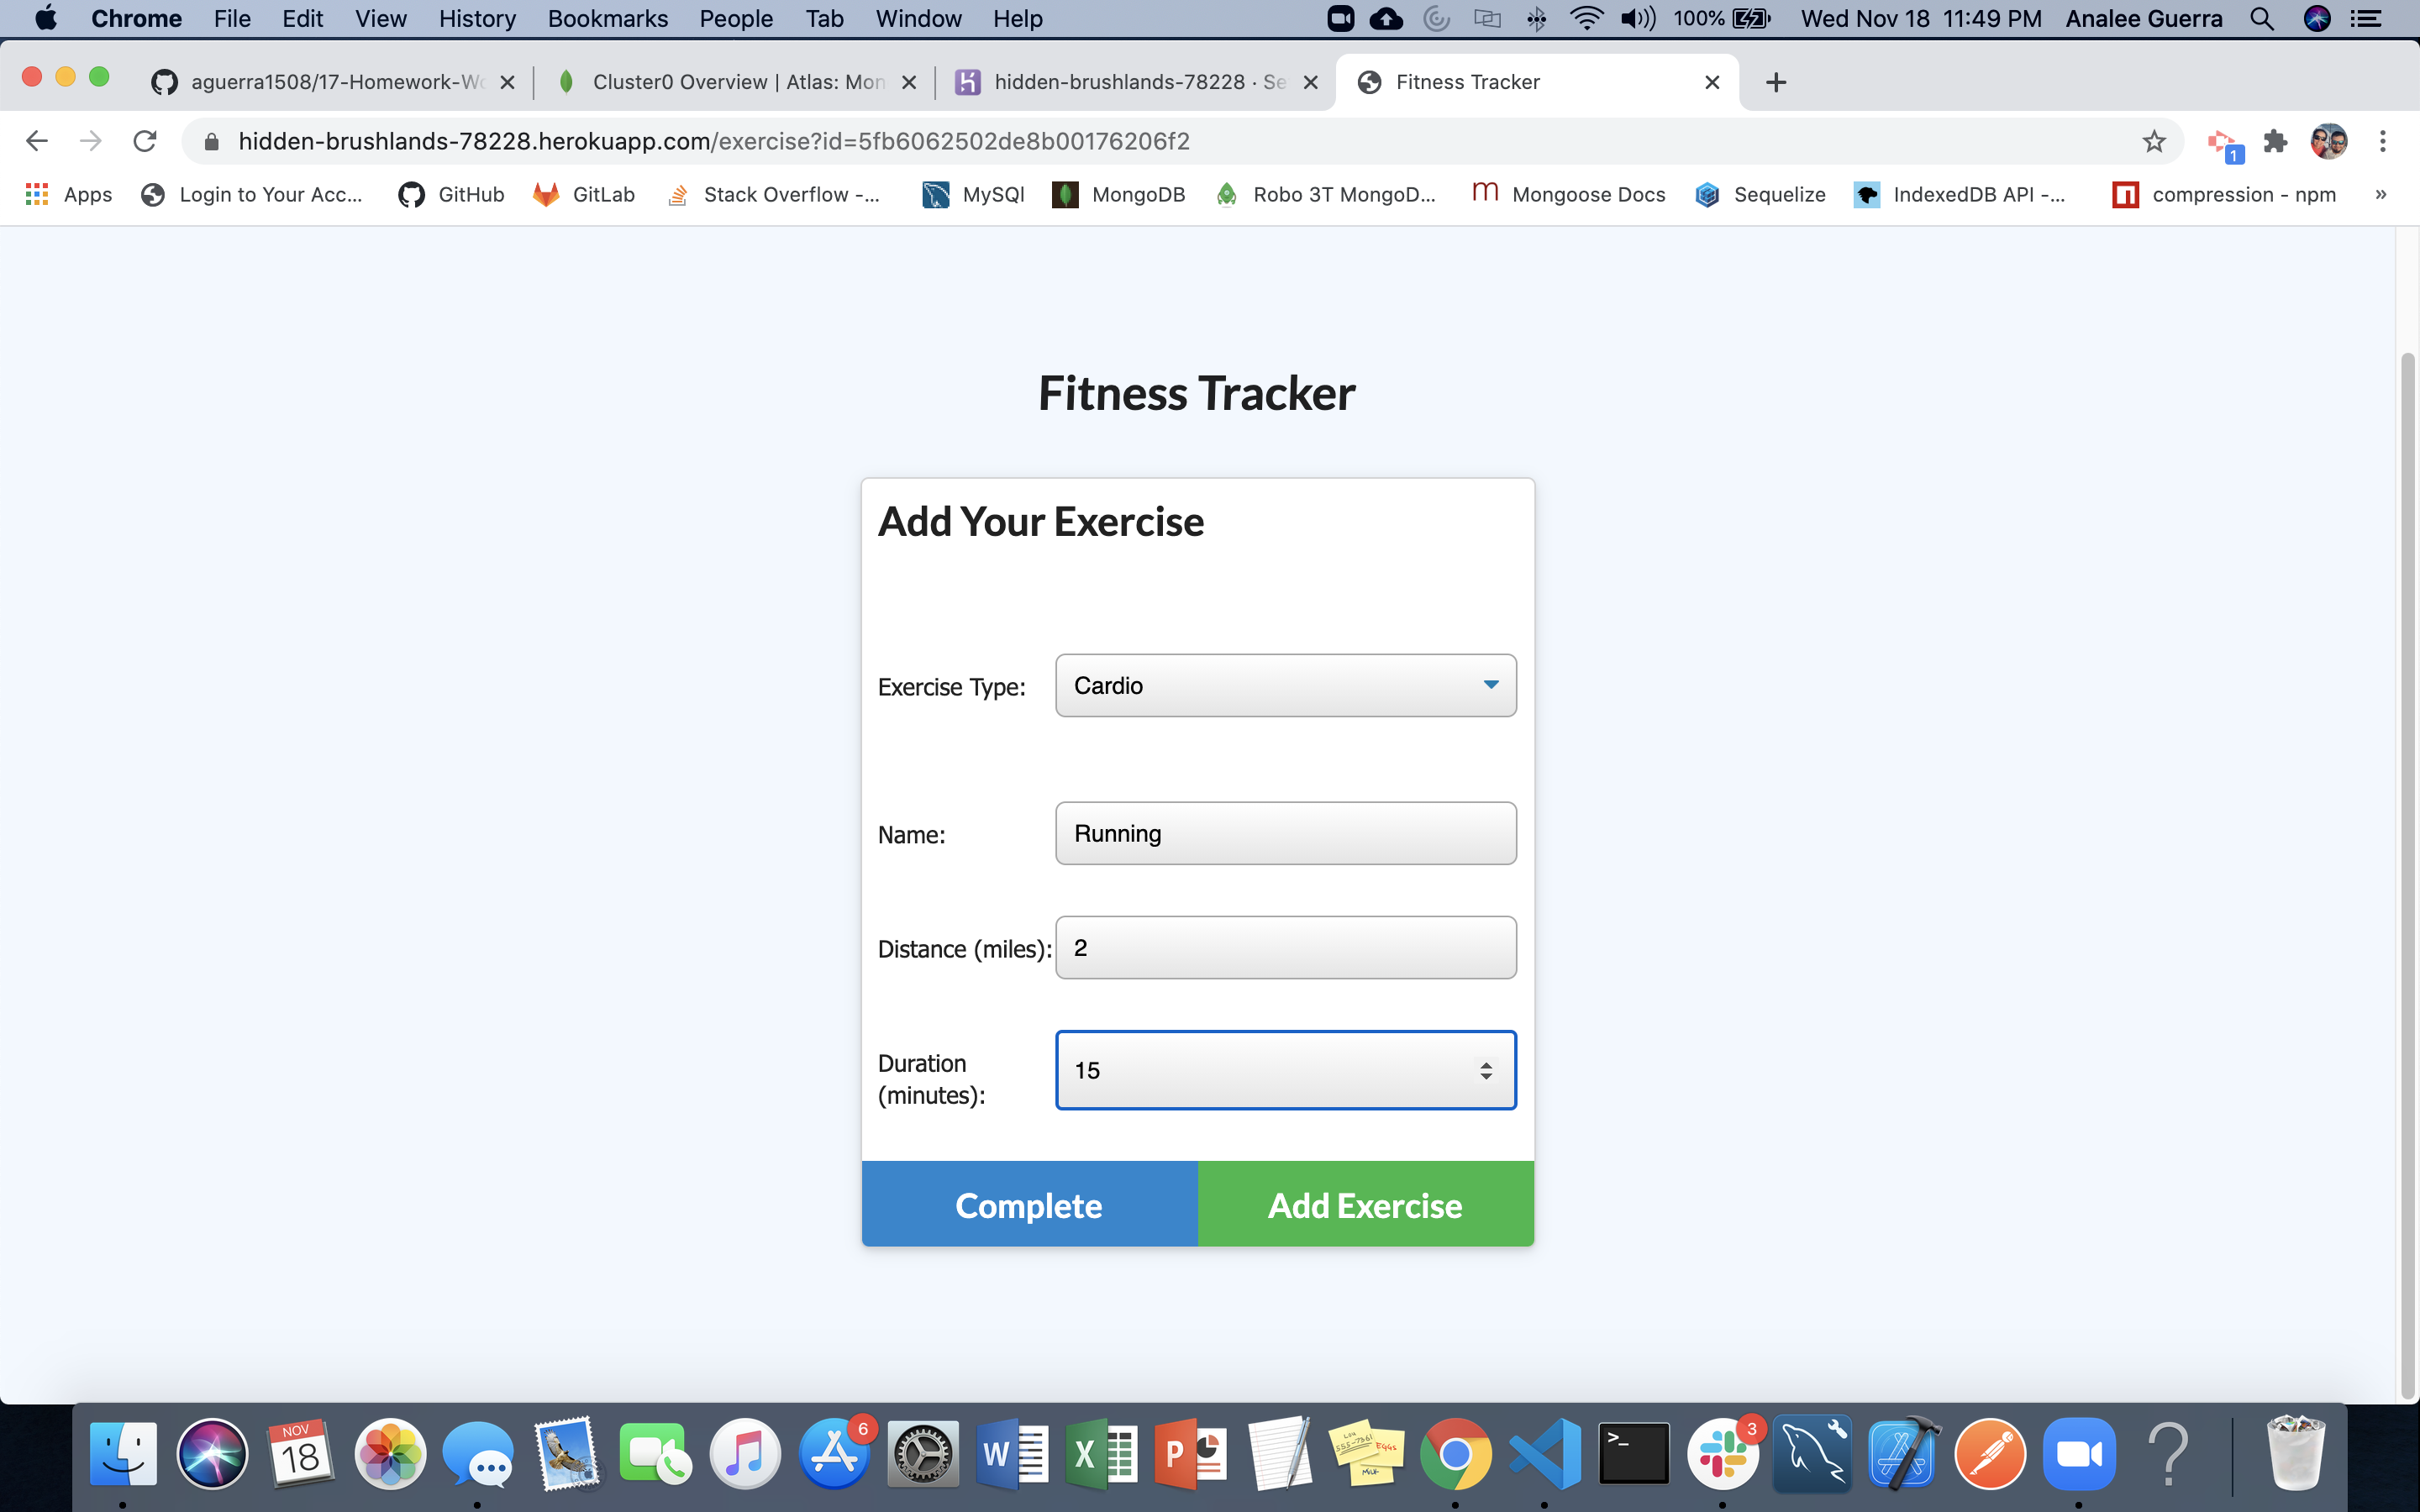 Chrome File Edit View History Bookmarks People Tab Window Help 100% Wed Nov 18 11:49 PM Analee Guerra
aguerra1508/17-Homework-Wo Cluster0 Overview | Atlas: Mon hidden-brushlands-78228 · Se Fitness Tracker
hidden-brushlands-78228.herokuapp.com/exercise?id=5fb6062502de8b00176206f2
1
Apps Login to Your Acc... GitHub GitLab Stack Overflow -... MySQl MongoDB Robo 3T MongoD... Mongoose Docs Sequelize IndexedDB API -... compression - npm »
Fitness Tracker
Add Your Exercise
Exercise Type: Cardio
Name: Running
Distance (miles): 2
Duration
(minutes): 15
Complete Add Exercise
NOV
18
6
W
X
P
EGGS
MILK
>_
3